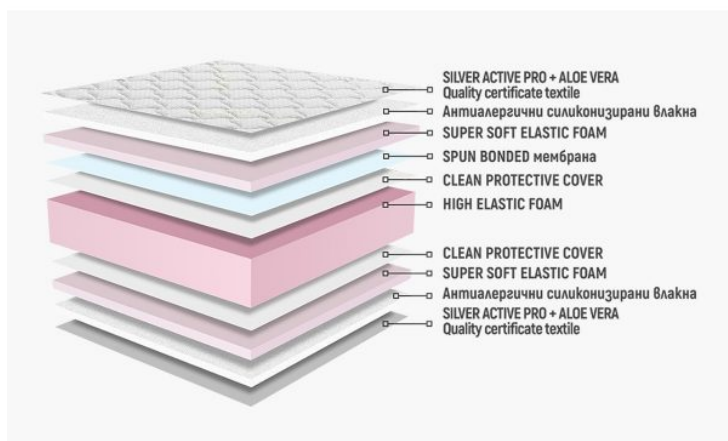 SILVER ACTIVE PRO + ALOE VERA
Quality certificate textile
Антиалергични силиконизирани влакна
SUPER SOFT ELASTIC FOAM
SPUN BONDED мембрана
CLEAN PROTECTIVE COVER
HIGH ELASTIC FOAM
CLEAN PROTECTIVE COVER
SUPER SOFT ELASTIC FOAM
Антиалергични силиконизирани влакна
SILVER ACTIVE PRO + ALOE VERA
Quality certificate textile